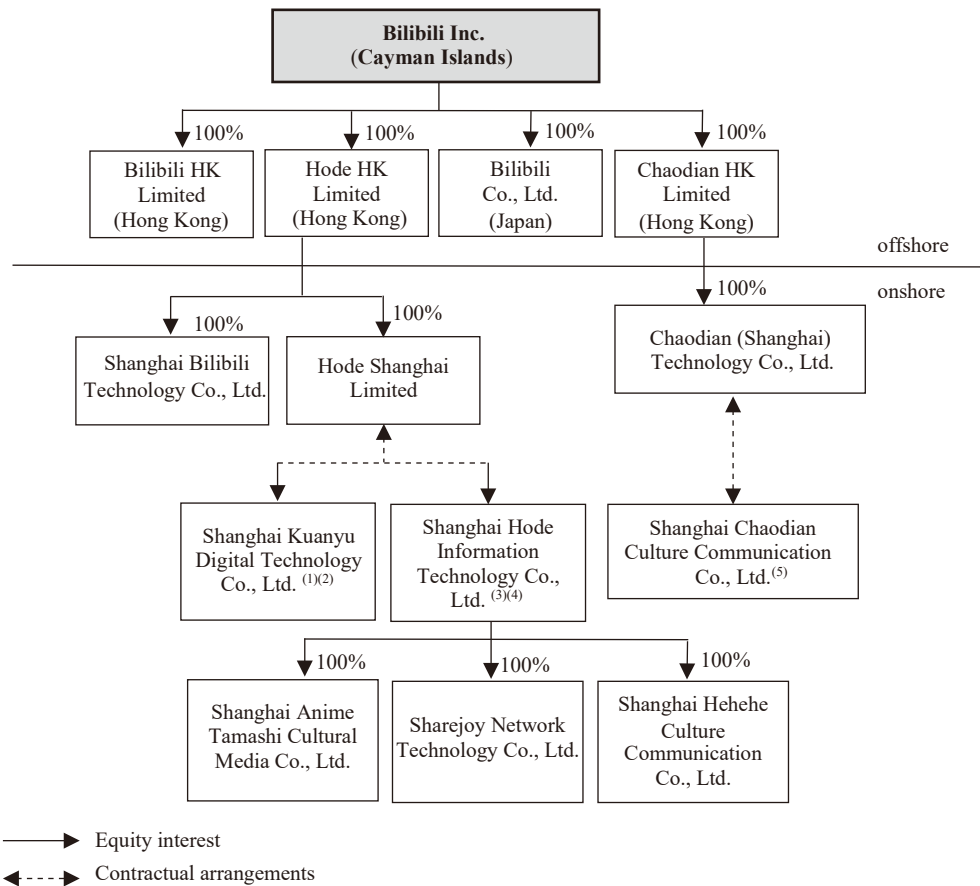 Bilibili Inc.
(Cayman Islands)
100%
100%
100%
100%
Bilibili HK
Limited
(Hong Kong)
Hode HK
Limited
(Hong Kong)
Bilibili
Co., Ltd.
(Japan)
Chaodian HK
Limited
(Hong Kong)
offshore
onshore
100%
100%
100%
Shanghai Bilibili
Technology Co., Ltd.
Hode Shanghai
Limited
Chaodian (Shanghai)
Technology Co., Ltd.
Shanghai Kuanyu
Digital Technology
Co., Ltd. (1)(2)
Shanghai Hode
Information
Technology Co.,
Ltd. (3)(4)
Shanghai Chaodian
Culture Communication
Co., Ltd.(5)
100%
100%
100%
Shanghai Anime
Tamashi Cultural
Media Co., Ltd.
Sharejoy Network
Technology Co., Ltd.
Shanghai Hehehe
Culture
Communication
Co., Ltd.
Equity interest
Contractual arrangements